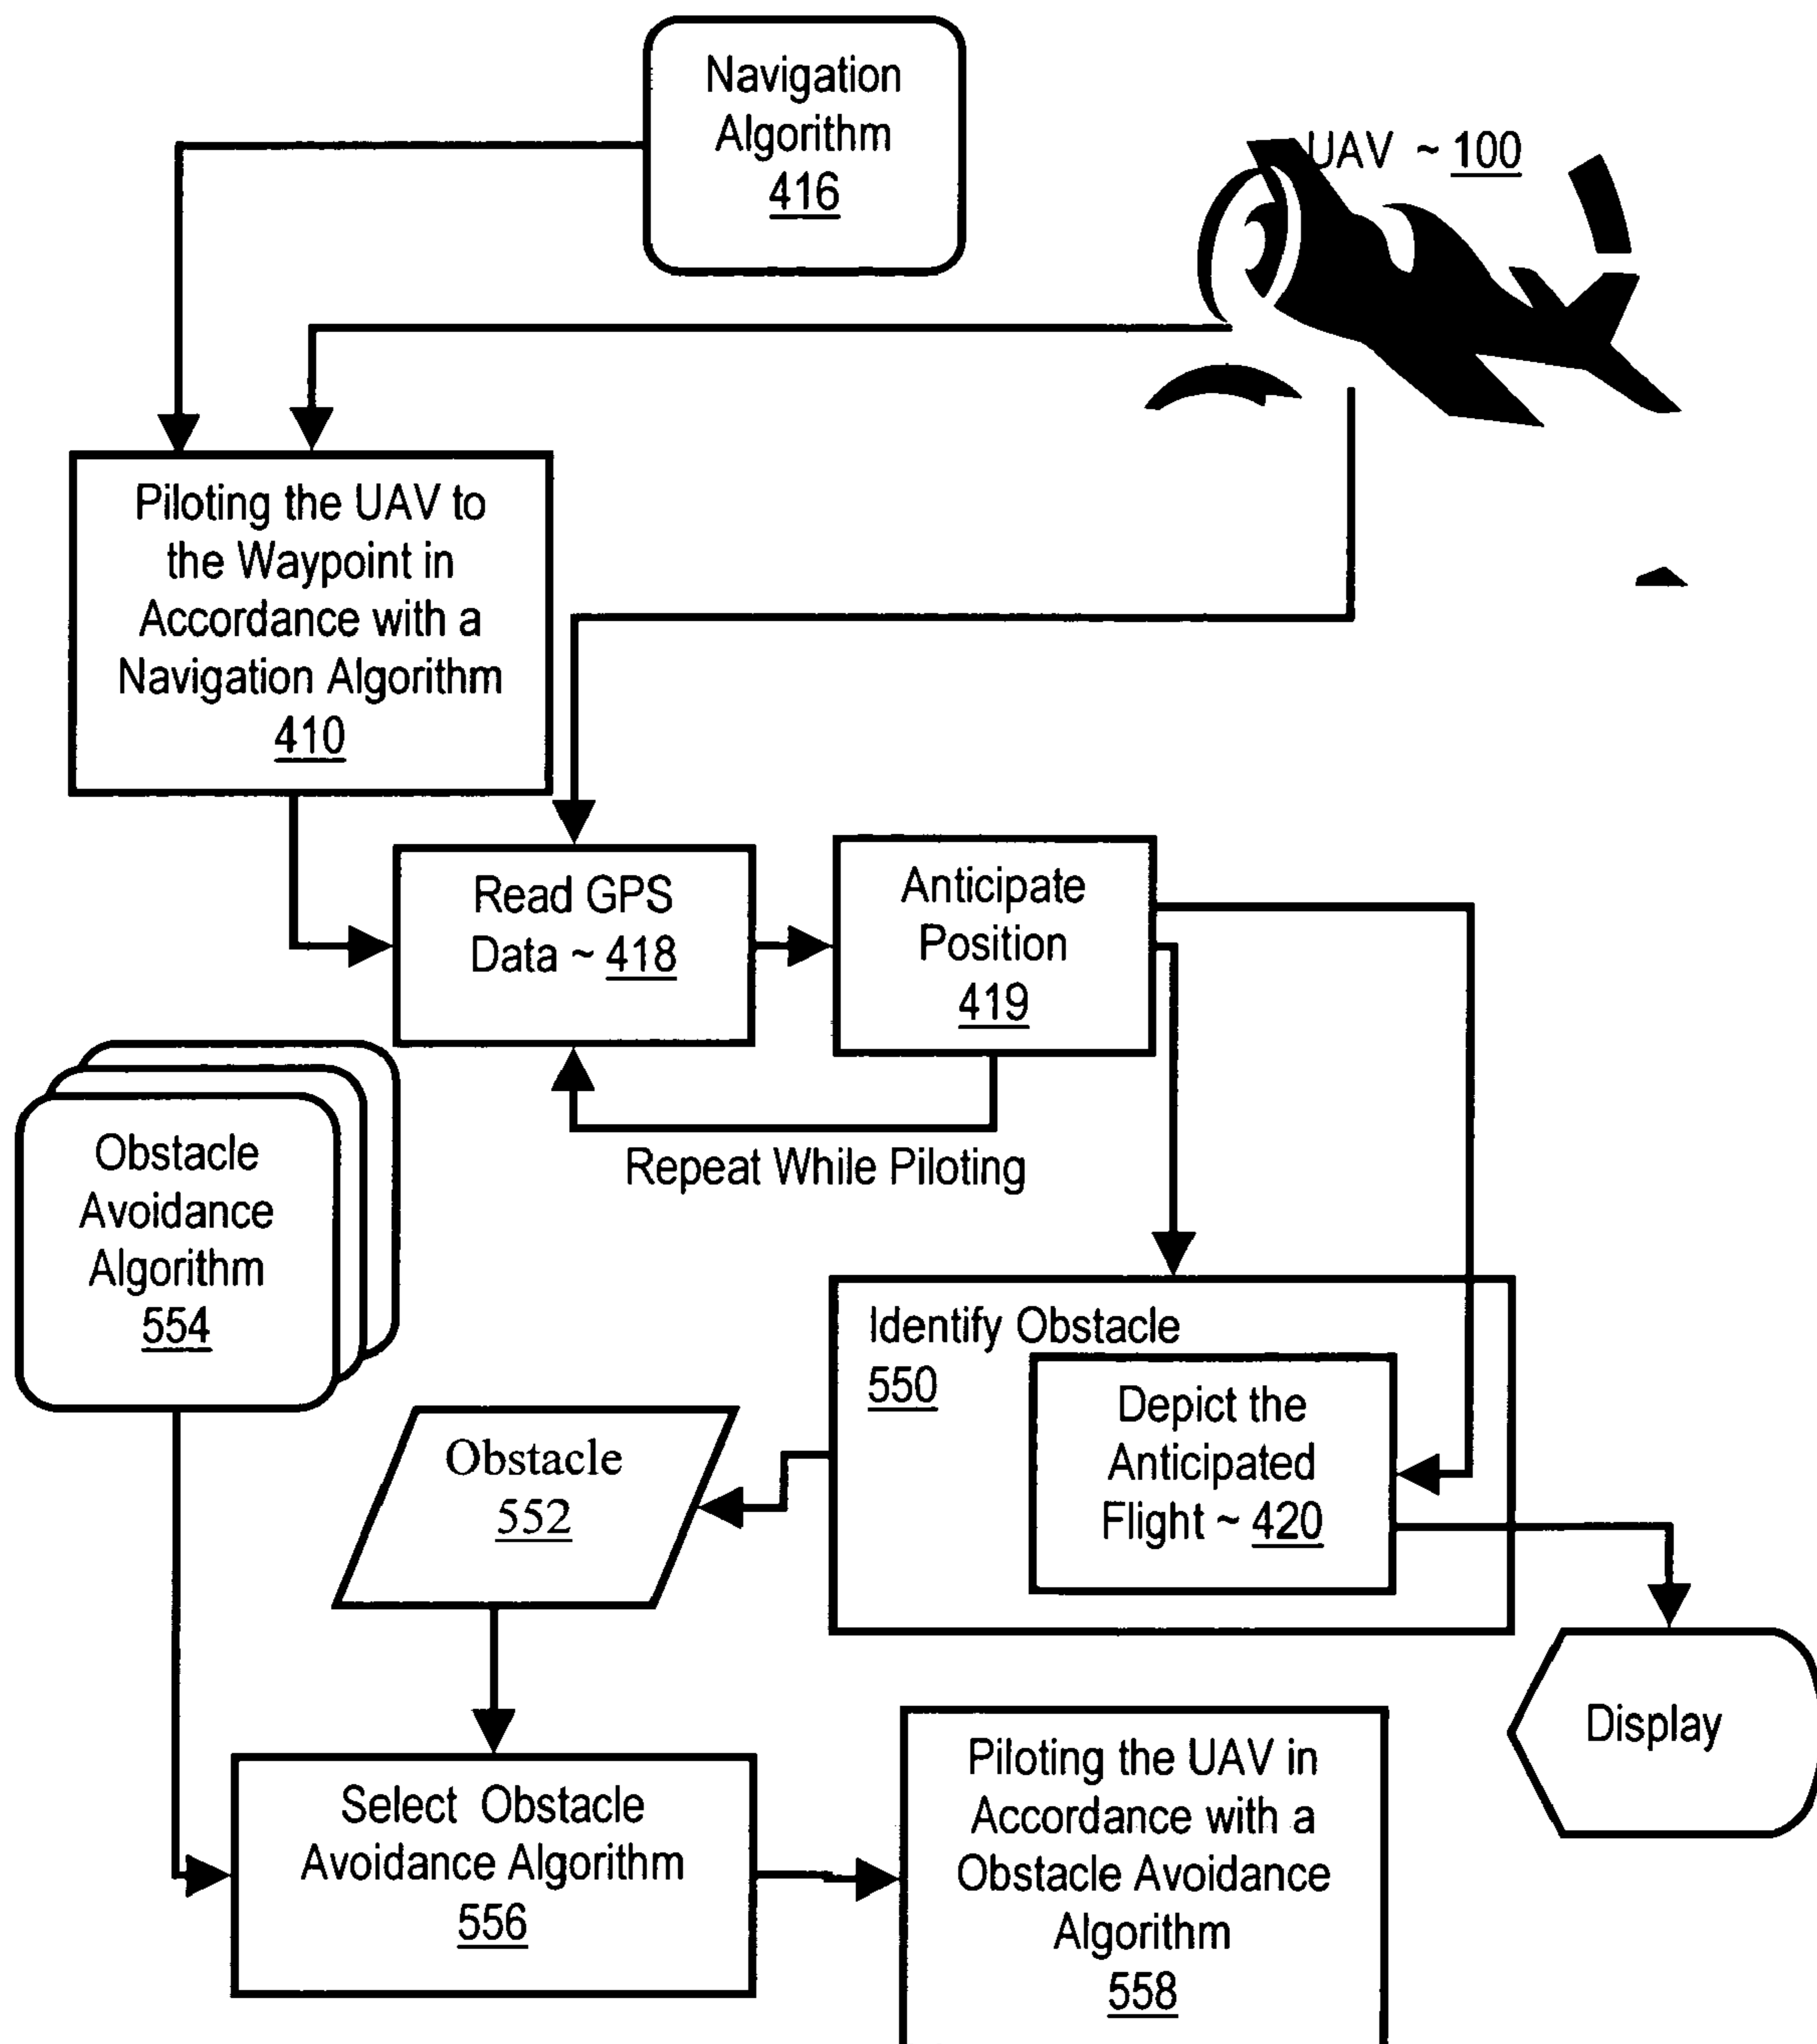 Navigation
Algorithm
416
UAV ~ 100
Piloting the UAV to
the Waypoint in
Accordance with a
Navigation Algorithm
410
Read GPS
Data ~ 418
Anticipate
Position
419
Repeat While Piloting
Obstacle
Avoidance
Algorithm
554
Identify Obstacle
550
Depict the
Anticipated
Flight ~ 420
Obstacle
552
Display
Select Obstacle
Avoidance Algorithm
556
Piloting the UAV in
Accordance with a
Obstacle Avoidance
Algorithm
558